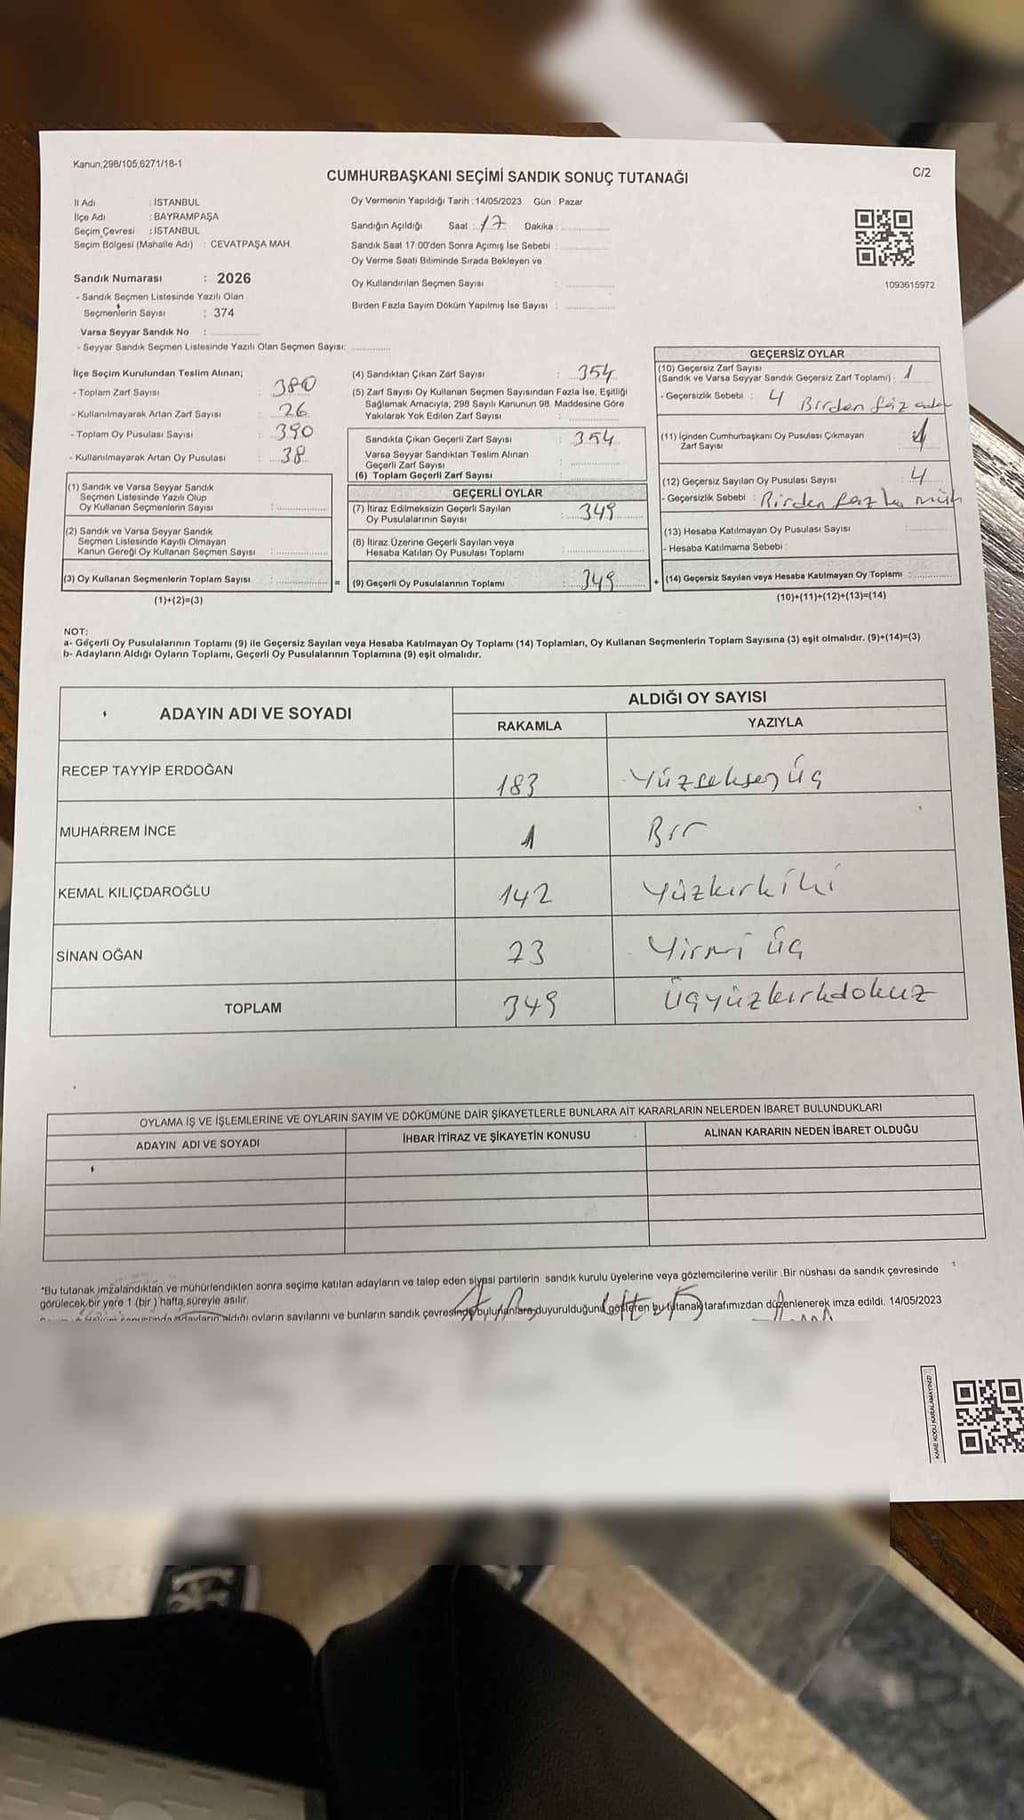 Kanun.298/105,6271/18-1
CUMHURBAŞKANI SEÇİMİ SANDIK SONUÇ TUTANAĞI
C/2
İl Adı : İSTANBUL
İlçe Adı : BAYRAMPAŞA
Seçim Çevresi : İSTANBUL
Seçim Bölgesi (Mahalle Adı) : CEVATPAŞA MAH.
Sandık Numarası : 2026
- Sandık Seçmen Listesinde Yazılı Olan
Seçmenlerin Sayısı : 374
Varsa Seyyar Sandık No :
- Seyyar Sandık Seçmen Listesinde Yazılı Olan Seçmen Sayısı:
Oy Vermenin Yapıldığı Tarih : 14/05/2023 Gün : Pazar
Sandığın Açıldığı Saat : 17 Dakika :
Sandık Saat 17.00'den Sonra Açımış İse Sebebi :
Oy Verme Saati Bitiminde Sırada Bekleyen ve
Oy Kullandırılan Seçmen Sayısı :
Birden Fazla Sayım Döküm Yapılmış İse Sayısı :
1093615972
İlçe Seçim Kurulundan Teslim Alınan;
- Toplam Zarf Sayısı : 380
- Kullanılmayarak Artan Zarf Sayısı : 26
- Toplam Oy Pusulası Sayısı : 390
- Kullanılmayarak Artan Oy Pusulası : 38
(1) Sandık ve Varsa Seyyar Sandık
Seçmen Listesinde Yazılı Olup
Oy Kullanan Seçmenlerin Sayısı :
(2) Sandık ve Varsa Seyyar Sandık
Seçmen Listesinde Kayıtlı Olmayan
Kanun Gereği Oy Kullanan Seçmen Sayısı :
(3) Oy Kullanan Seçmenlerin Toplam Sayısı :
(1)+(2)=(3)
=
(4) Sandıktan Çıkan Zarf Sayısı : 354
(5) Zarf Sayısı Oy Kullanan Seçmen Sayısından Fazla İse, Eşitliği
Sağlamak Amacıyla, 298 Sayılı Kanunun 98. Maddesine Göre
Yakılarak Yok Edilen Zarf Sayısı :
Sandıkta Çıkan Geçerli Zarf Sayısı : 354
Varsa Seyyar Sandıktan Teslim Alınan
Geçerli Zarf Sayısı :
(6) Toplam Geçerli Zarf Sayısı :
GEÇERLİ OYLAR
(7) İtiraz Edilmeksizin Geçerli Sayılan
Oy Pusulalarının Sayısı : 349
(8) İtiraz Üzerine Geçerli Sayılan veya
Hesaba Katılan Oy Pusulası Toplamı :
(9) Geçerli Oy Pusulalarının Toplamı : 349
+
GEÇERSİZ OYLAR
(10) Geçersiz Zarf Sayısı
(Sandık ve Varsa Seyyar Sandık Geçersiz Zarf Toplamı) : 1
- Geçersizlik Sebebi : 4 Birden
(11) İçinden Cumhurbaşkanı Oy Pusulası Çıkmayan
Zarf Sayısı 1
(12) Geçersiz Sayılan Oy Pusulası Sayısı : 4
- Geçersizlik Sebebi : Birden fazla
(13) Hesaba Katılmayan Oy Pusulası Sayısı :
- Hesaba Katılmama Sebebi :
(14) Geçersiz Sayılan veya Hesaba Katılmayan Oy Toplamı :
(10)+(11)+(12)+(13)=(14)
NOT:
a- Geçerli Oy Pusulalarının Toplamı (9) ile Geçersiz Sayılan veya Hesaba Katılmayan Oy Toplamı (14) Toplamları, Oy Kullanan Seçmenlerin Toplam Sayısına (3) eşit olmalıdır. (9)+(14)=(3)
b- Adayların Aldığı Oyların Toplamı, Geçerli Oy Pusulalarının Toplamına (9) eşit olmalıdır.
ADAYIN ADI VE SOYADI
ALDIĞI OY SAYISI
RAKAMLA YAZIYLA
RECEP TAYYİP ERDOĞAN 183 Yüzseksen Üç
MUHARREM İNCE 1 Bir
KEMAL KILIÇDAROĞLU 142 Yüzkırkiki
SİNAN OĞAN 23 Yirmi üç
TOPLAM 349 Üçyüzkırkdokuz
OYLAMA İŞ VE İŞLEMLERİNE VE OYLARIN SAYIM VE DÖKÜMÜNE DAİR ŞİKAYETLERLE BUNLARA AİT KARARLARIN NELERDEN İBARET BULUNDUKLARI
ADAYIN ADI VE SOYADI İHBAR İTİRAZ VE ŞİKAYETİN KONUSU ALINAN KARARIN NEDEN İBARET OLDUĞU
*Bu tutanak imzalandıktan ve mühürlendikten sonra seçime katılan adayların ve talep eden siyasi partilerin sandık kurulu üyelerine veya gözlemcilerine verilir .Bir nüshası da sandık çevresinde
görülecek bir yere 1 (bir ) hafta süreyle asılır.
aldığı oyların sayılarını ve bunların sandık çevresinde bulunanlara duyurulduğunu gösteren bu tutanak tarafımızdan düzenlenerek imza edildi. 14/05/2023
KARE KODU KARALAMAYINIZ!